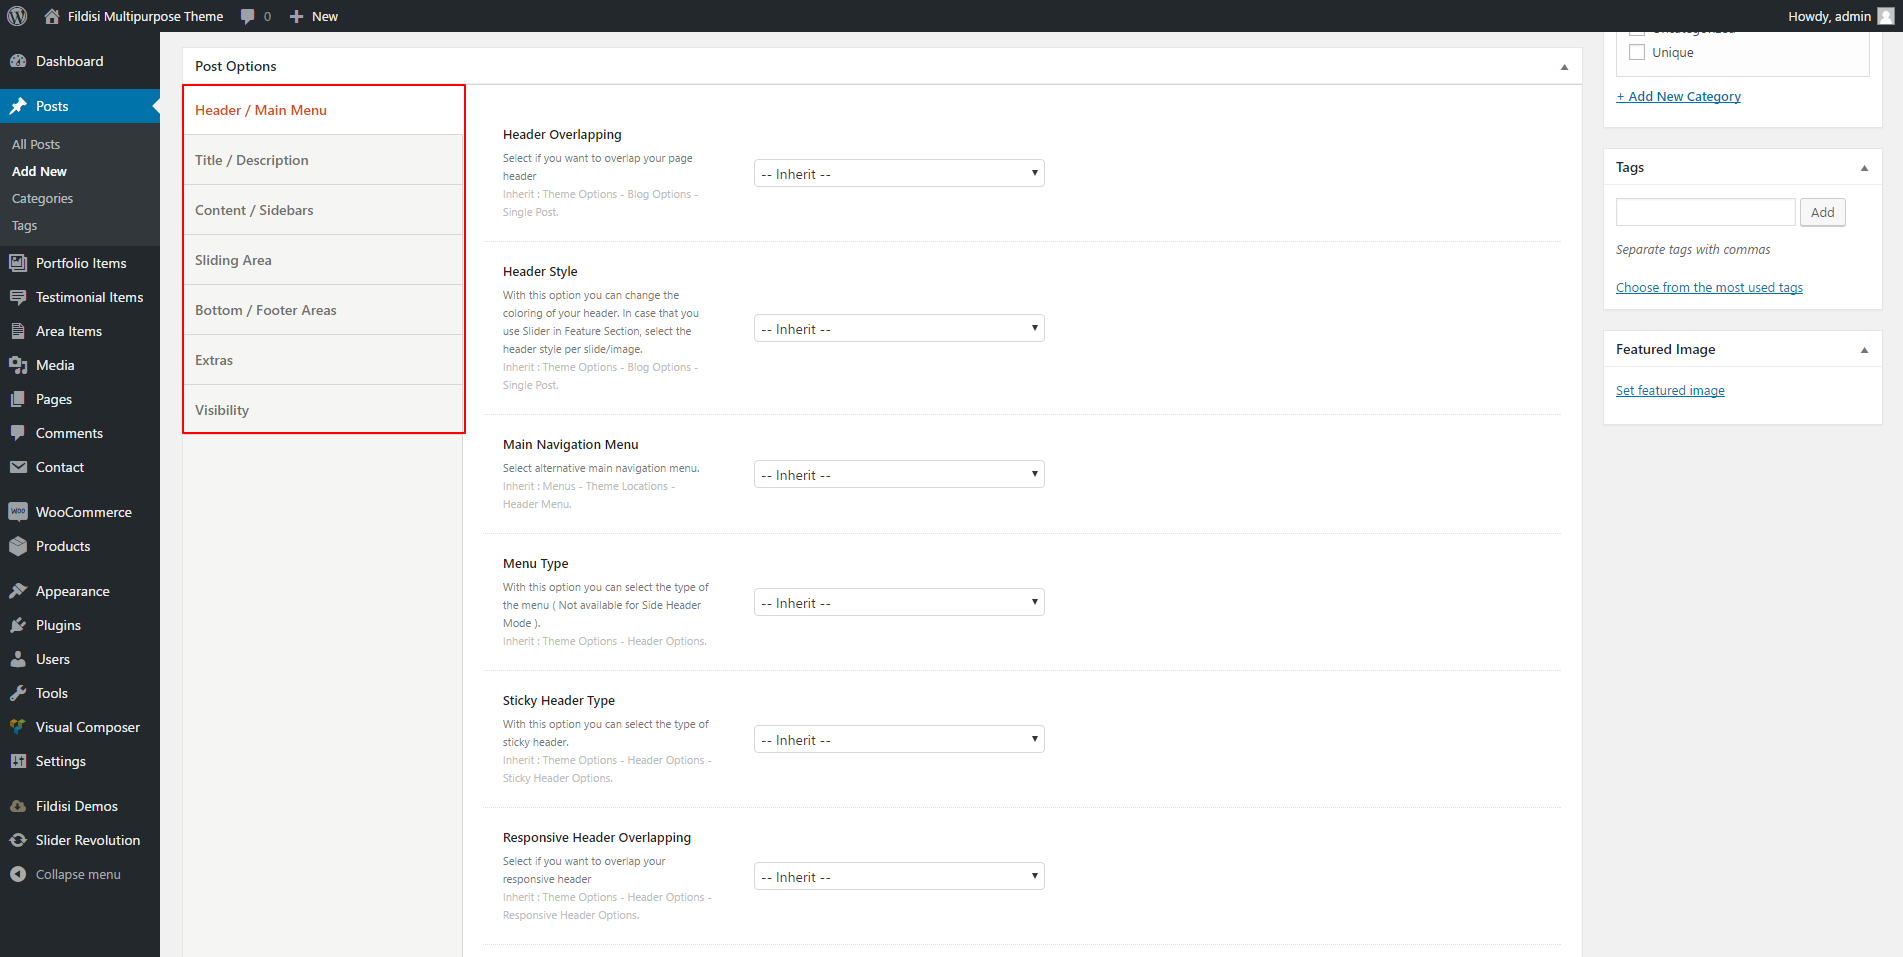 Fildisi Multipurpose Theme
0
New
Howdy, admin
Dashboard
Posts
All Posts
Add New
Categories
Tags
Portfolio Items
Testimonial Items
Area Items
Media
Pages
Comments
Contact
WooCommerce
Products
Appearance
Plugins
Users
Tools
Visual Composer
Settings
Fildisi Demos
Slider Revolution
Collapse menu
Post Options
Header / Main Menu
Title / Description
Content / Sidebars
Sliding Area
Bottom / Footer Areas
Extras
Visibility
Header Overlapping
Select if you want to overlap your page
header
Inherit : Theme Options - Blog Options -
Single Post.
-- Inherit --
Header Style
With this option you can change the
coloring of your header. In case that you
use Slider in Feature Section, select the
header style per slide/image.
Inherit : Theme Options - Blog Options -
Single Post.
-- Inherit --
Main Navigation Menu
Select alternative main navigation menu.
Inherit : Menus - Theme Locations -
Header Menu.
-- Inherit --
Menu Type
With this option you can select the type of
the menu ( Not available for Side Header
Mode ).
Inherit : Theme Options - Header Options.
-- Inherit --
Sticky Header Type
With this option you can select the type of
sticky header.
Inherit : Theme Options - Header Options -
Sticky Header Options.
-- Inherit --
Responsive Header Overlapping
Select if you want to overlap your
responsive header
Inherit : Theme Options - Header Options -
Responsive Header Options.
-- Inherit --
Uncategorized
Unique
+ Add New Category
Tags
Add
Separate tags with commas
Choose from the most used tags
Featured Image
Set featured image